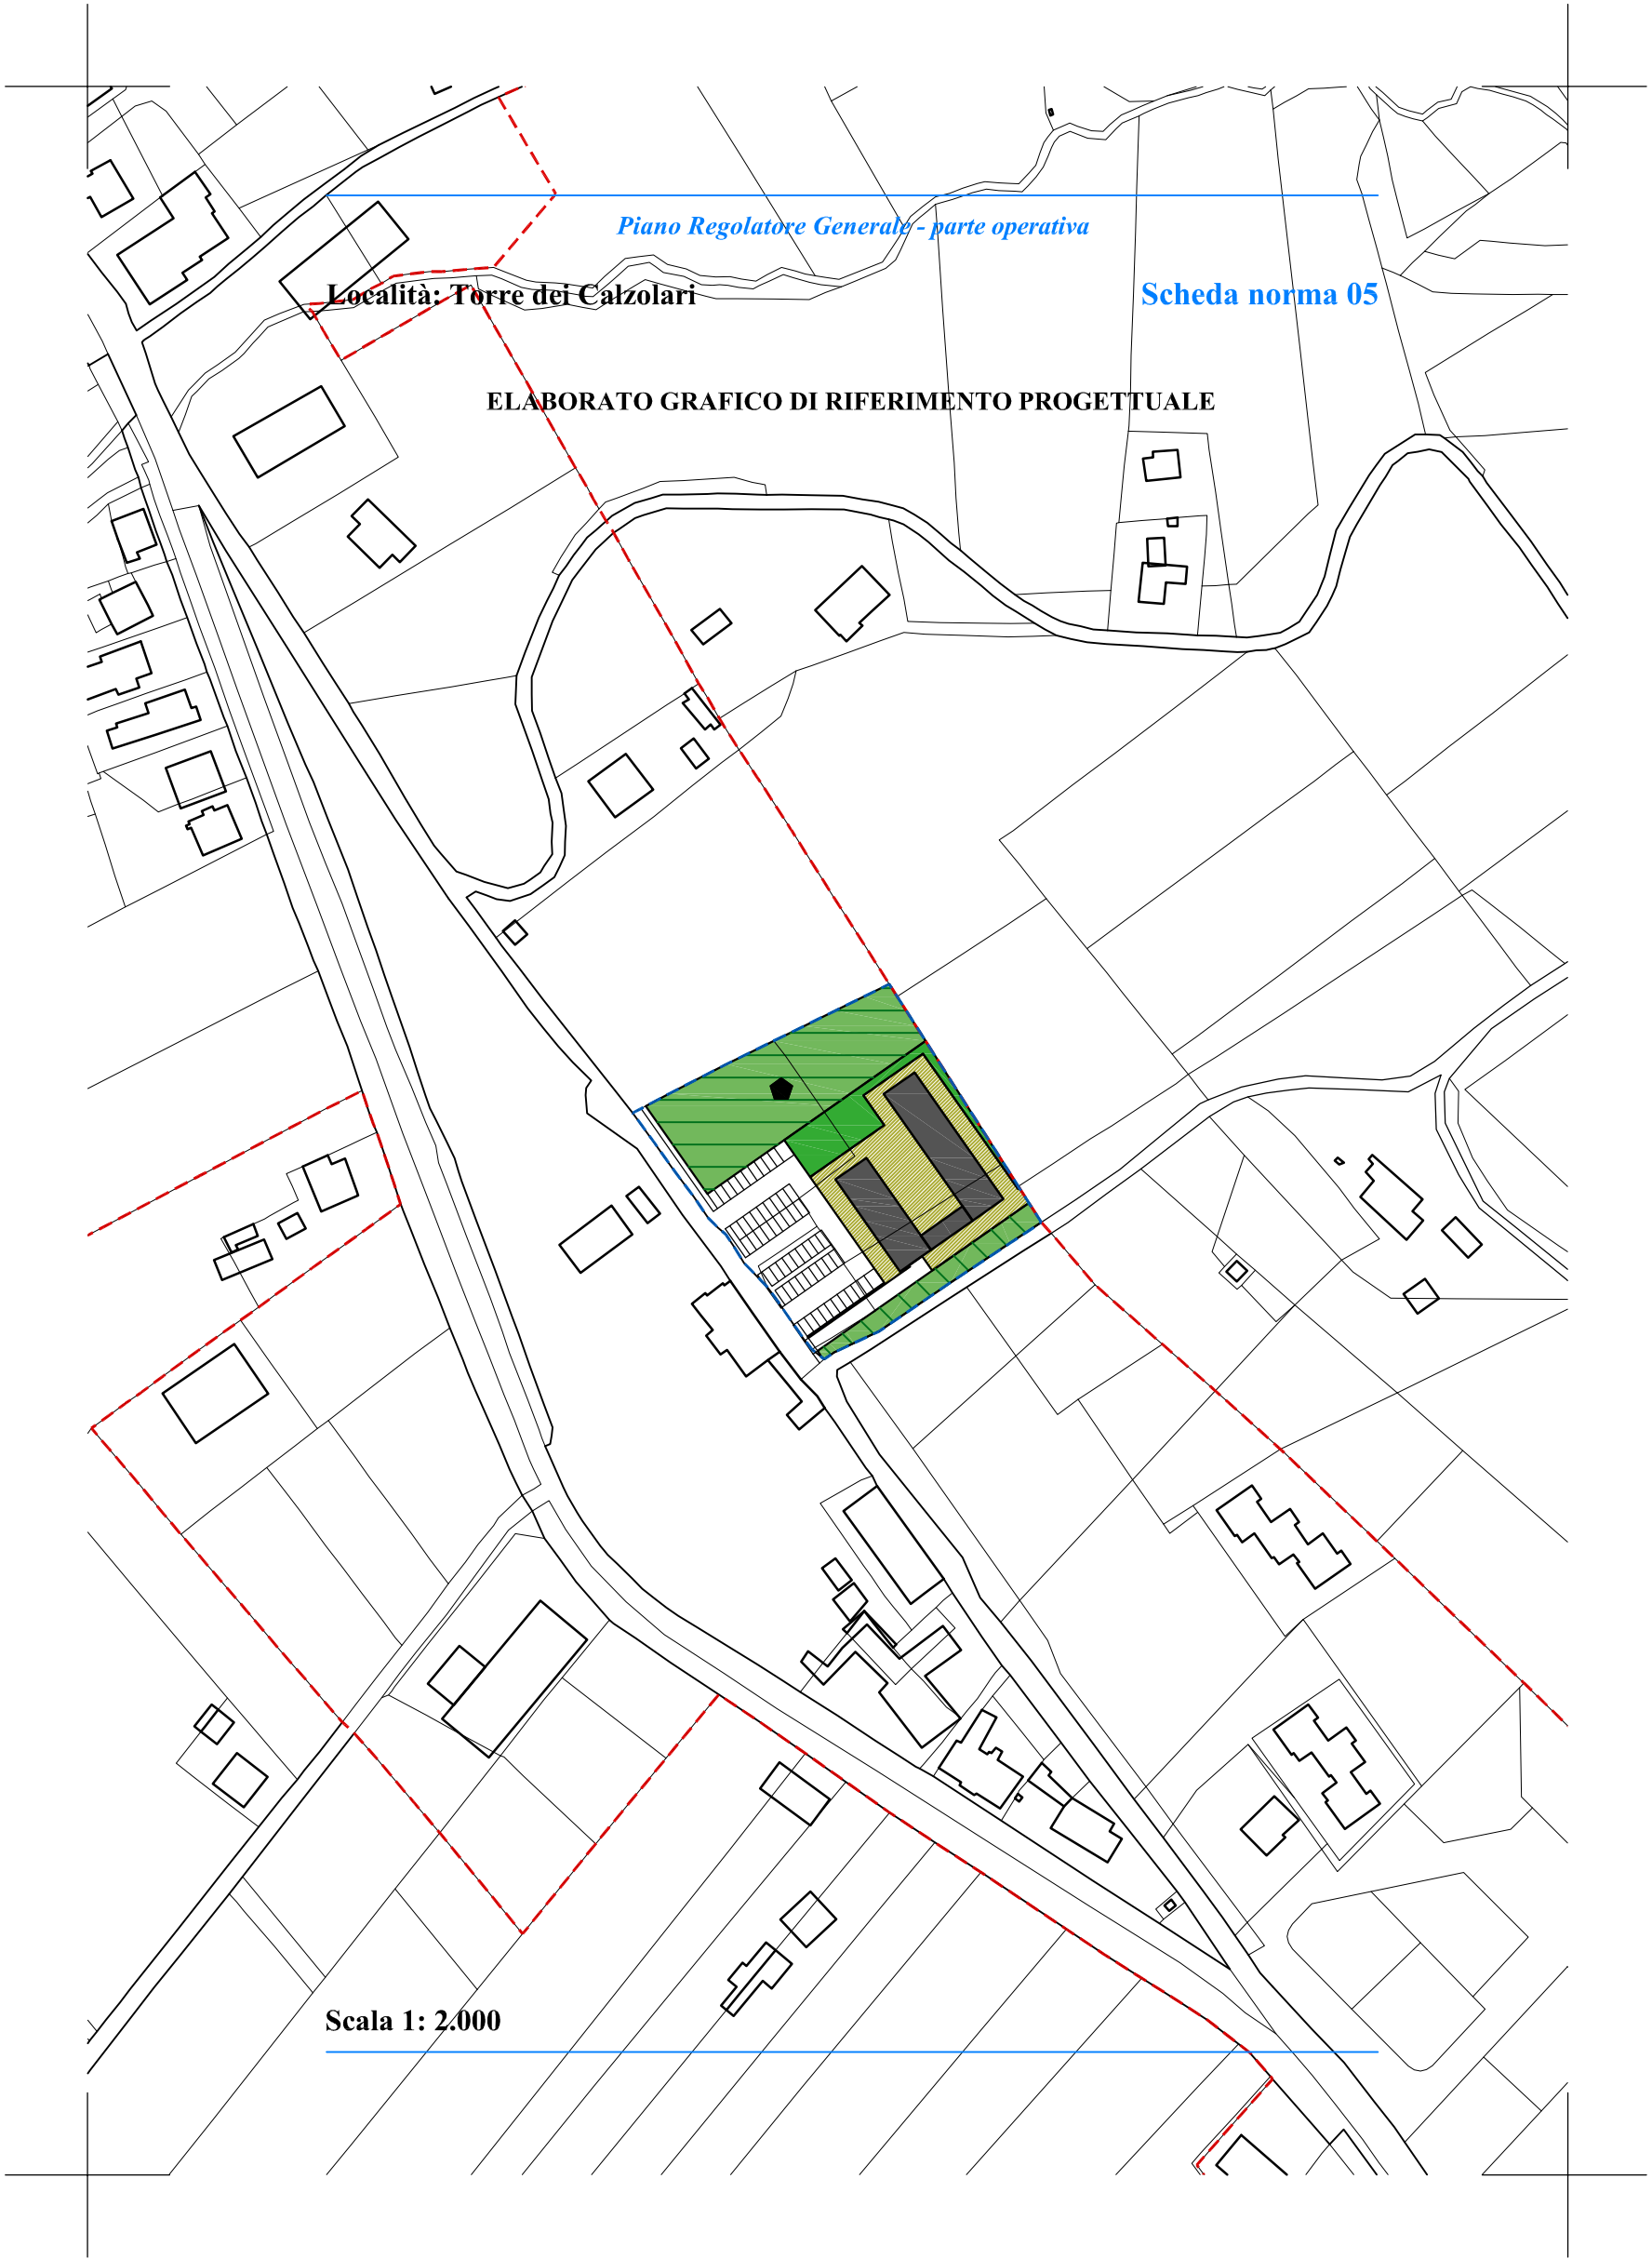 Piano Regolatore Generale - parte operativa
Località: Torre dei Calzolari
Scheda norma 05
ELABORATO GRAFICO DI RIFERIMENTO PROGETTUALE
Scala 1: 2.000